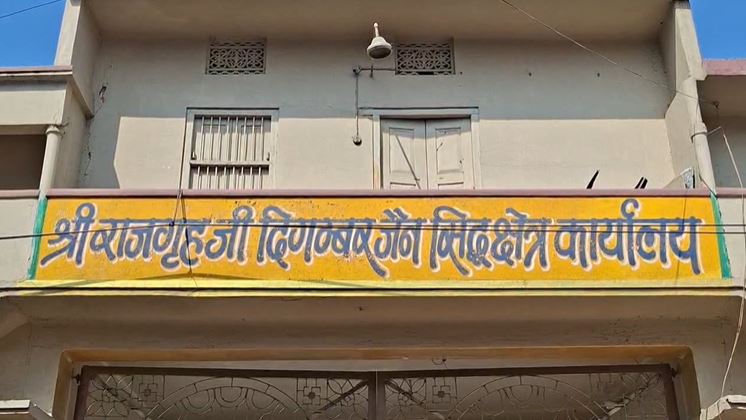 श्री राजगृहजी दिगम्बर जैन सिद्धक्षेत्र कार्यालय